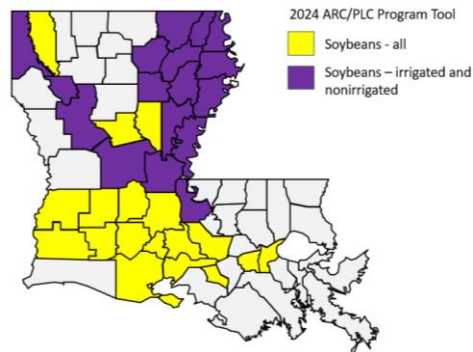 2024 ARC/PLC Program Tool
Soybeans - all
Soybeans – irrigated and
nonirrigated